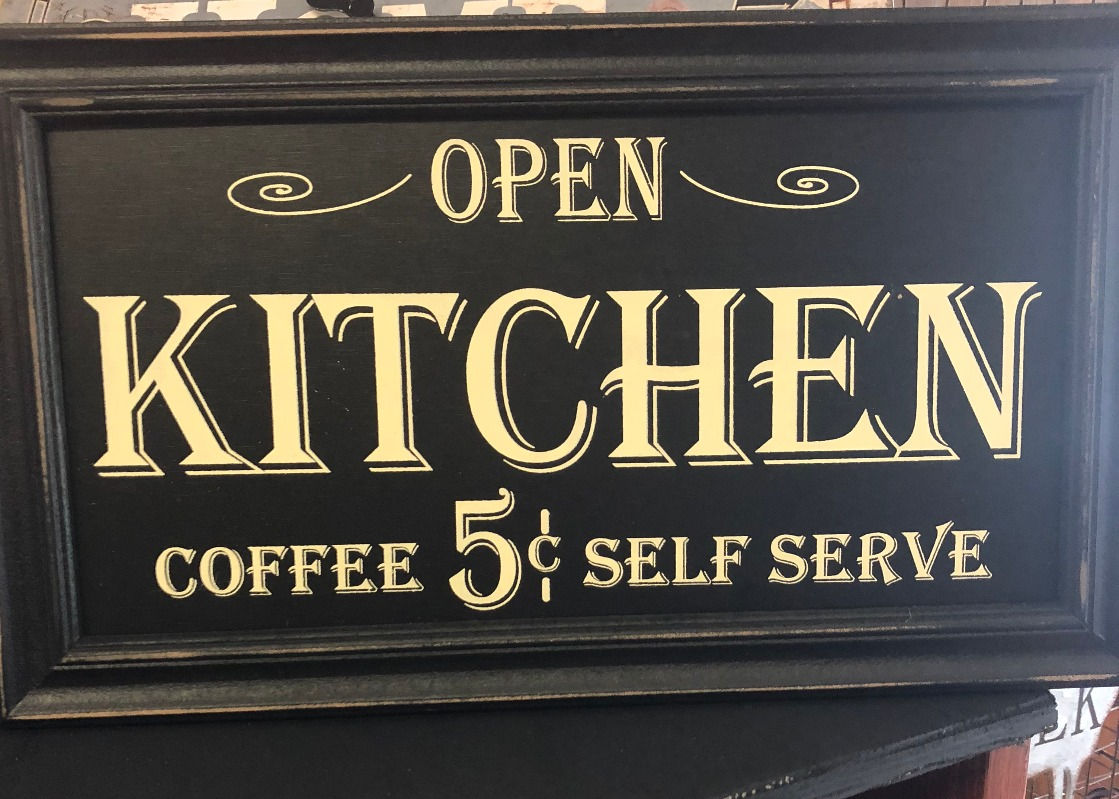 OPEN
KITCHEN
COFFEE 5¢ SELF SERVE